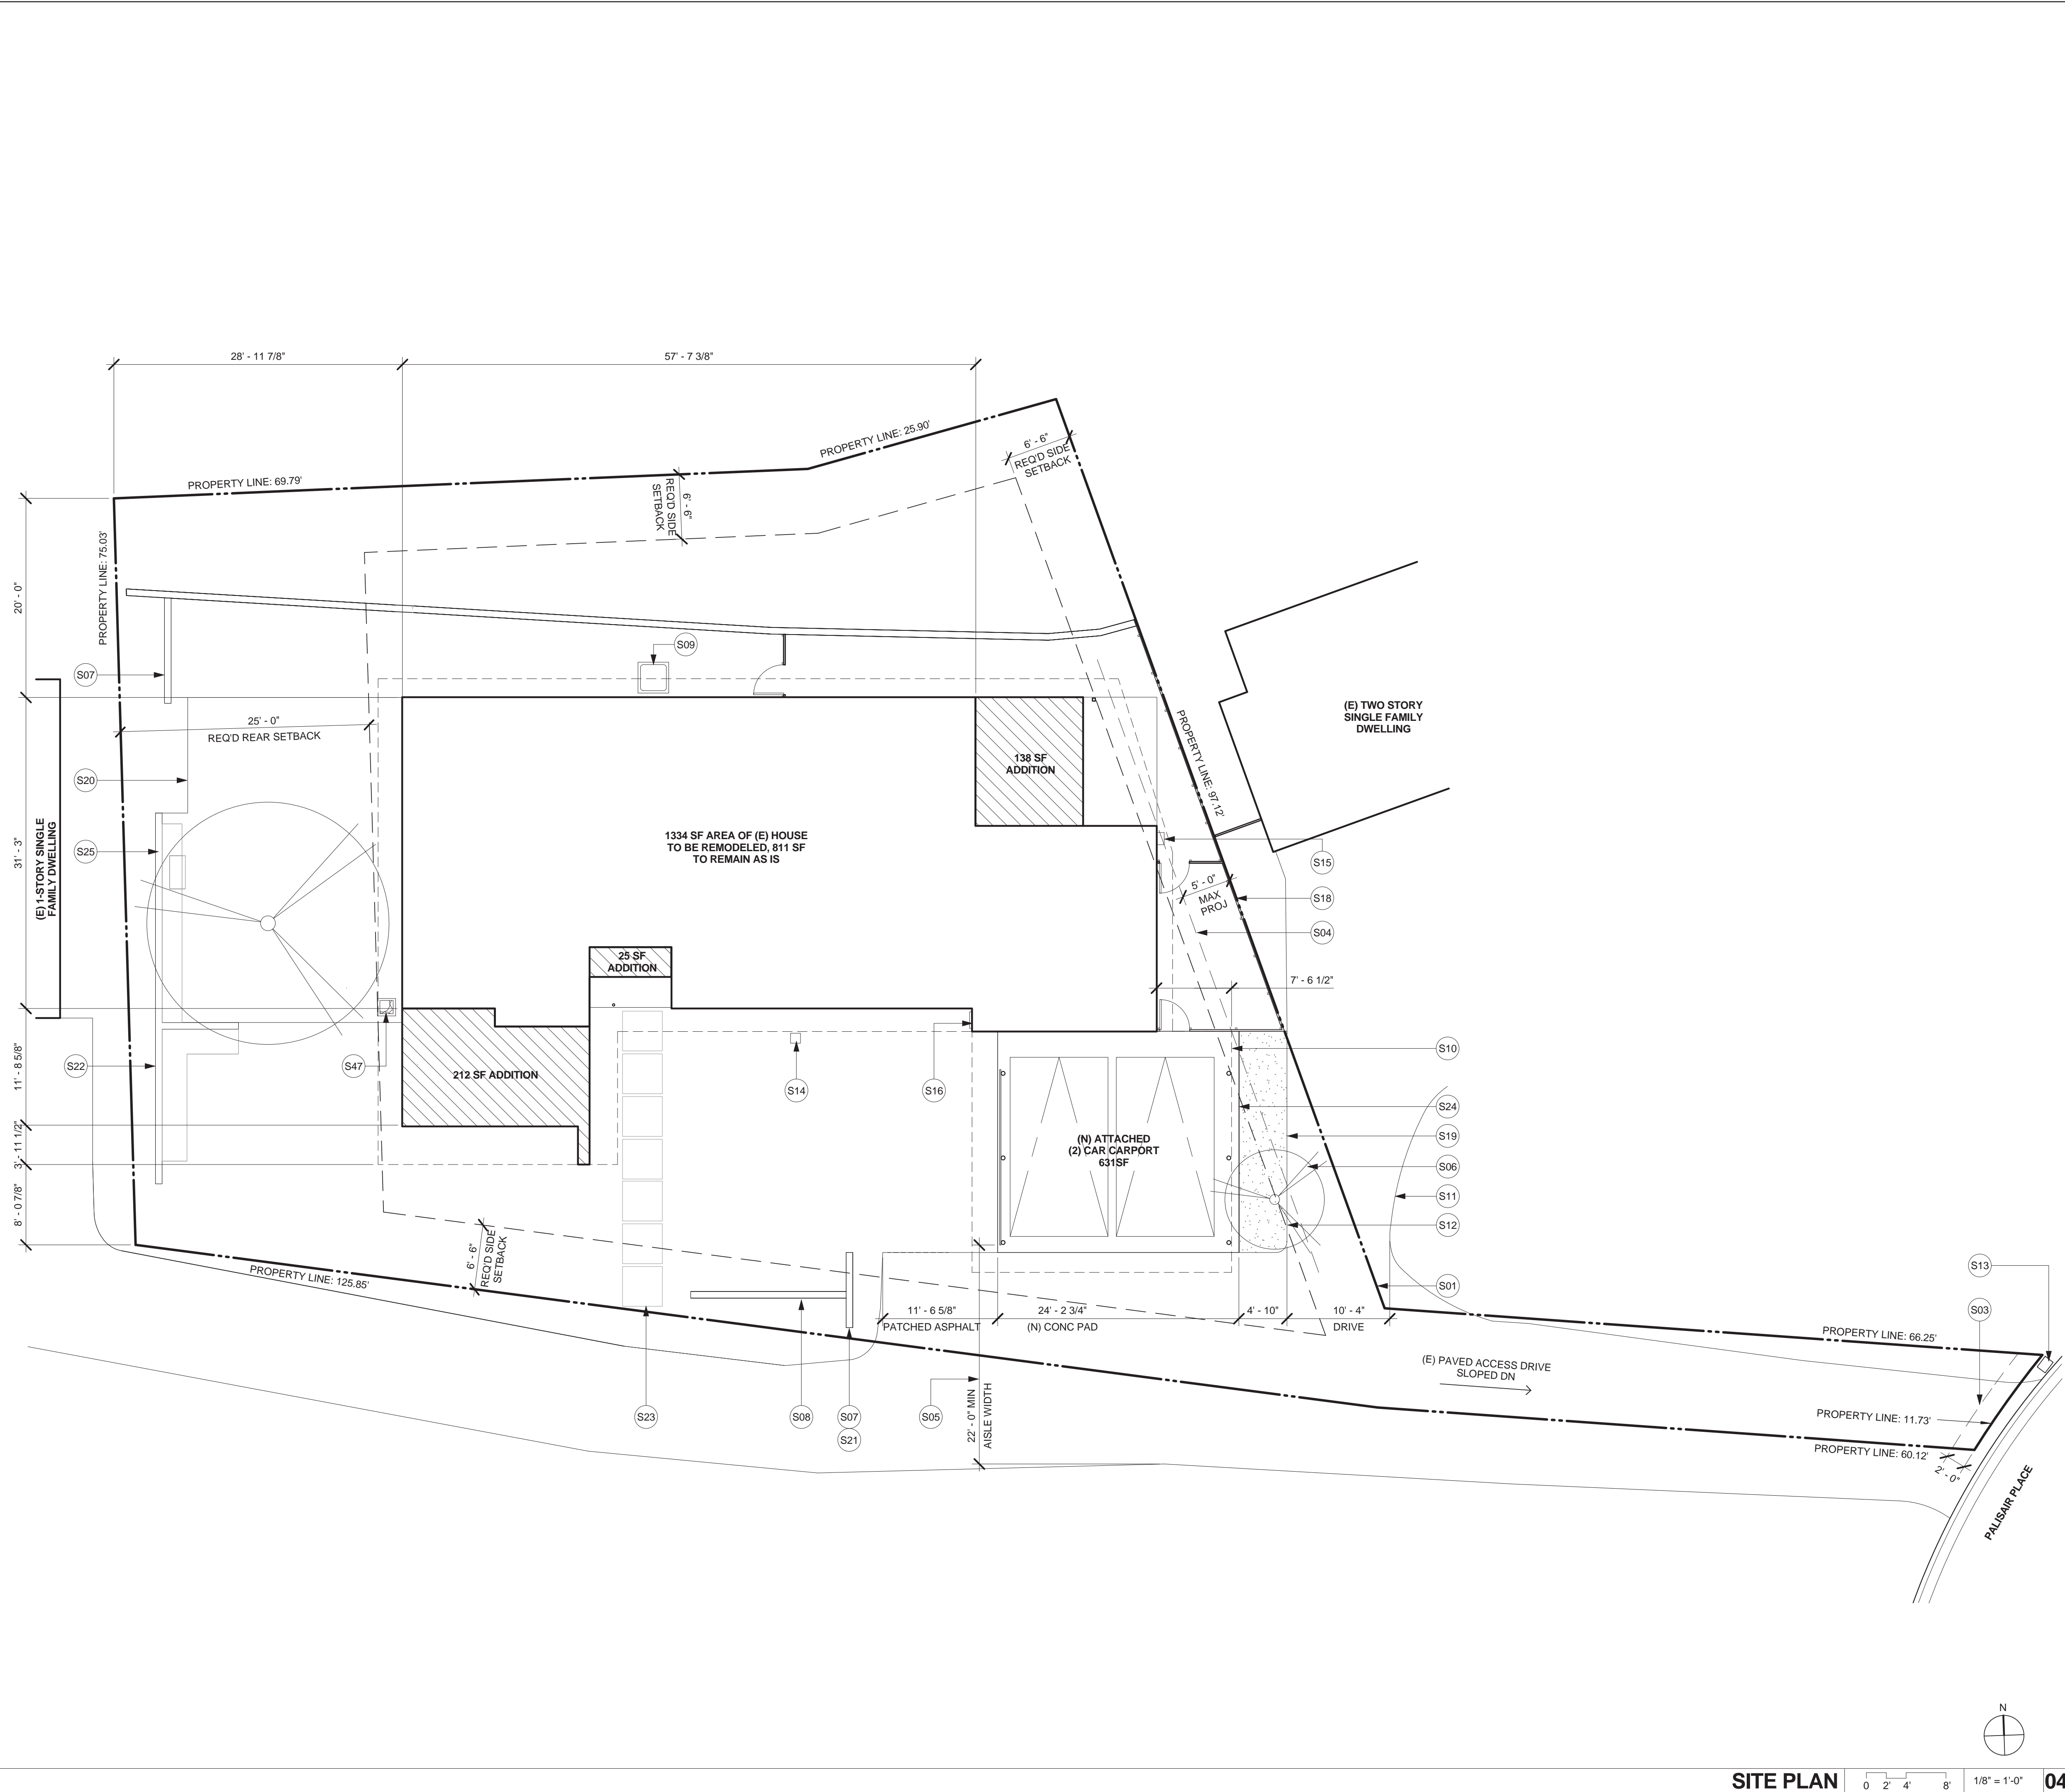 28' - 11 7/8"
57' - 7 3/8"
PROPERTY LINE: 25.90'
6' - 6"
REQ'D SIDE
SETBACK
PROPERTY LINE: 69.79'
6' - 6"
REQ'D SIDE
SETBACK
PROPERTY LINE: 75.03'
20' - 0"
S09
S07
25' - 0"
REQ'D REAR SETBACK
(E) TWO STORY
SINGLE FAMILY
DWELLING
PROPERTY LINE: 97.12'
138 SF
ADDITION
S20
31' - 3"
(E) 1-STORY SINGLE
FAMILY DWELLING
S25
1334 SF AREA OF (E) HOUSE
TO BE REMODELED, 811 SF
TO REMAIN AS IS
S15
5' - 0"
MAX
PROJ
S18
S04
25 SF
ADDITION
7' - 6 1/2"
S10
S22
S47
11' - 8 5/8"
212 SF ADDITION
S14
S16
S24
S19
(N) ATTACHED
(2) CAR CARPORT
631SF
3' - 11 1/2"
S06
S11
8' - 0 7/8"
S12
6' - 6"
REQ'D SIDE
SETBACK
PROPERTY LINE: 125.85'
S01
S13
S03
11' - 6 5/8"
PATCHED ASPHALT
24' - 2 3/4"
(N) CONC PAD
4' - 10"
10' - 4"
DRIVE
PROPERTY LINE: 66.25'
(E) PAVED ACCESS DRIVE
SLOPED DN
S23
S08
S07
S21
S05
22' - 0" MIN
AISLE WIDTH
PROPERTY LINE: 11.73'
PROPERTY LINE: 60.12'
2' - 0"
PALISAIR PLACE
N
SITE PLAN
0 2' 4' 8'
1/8" = 1'-0"
04